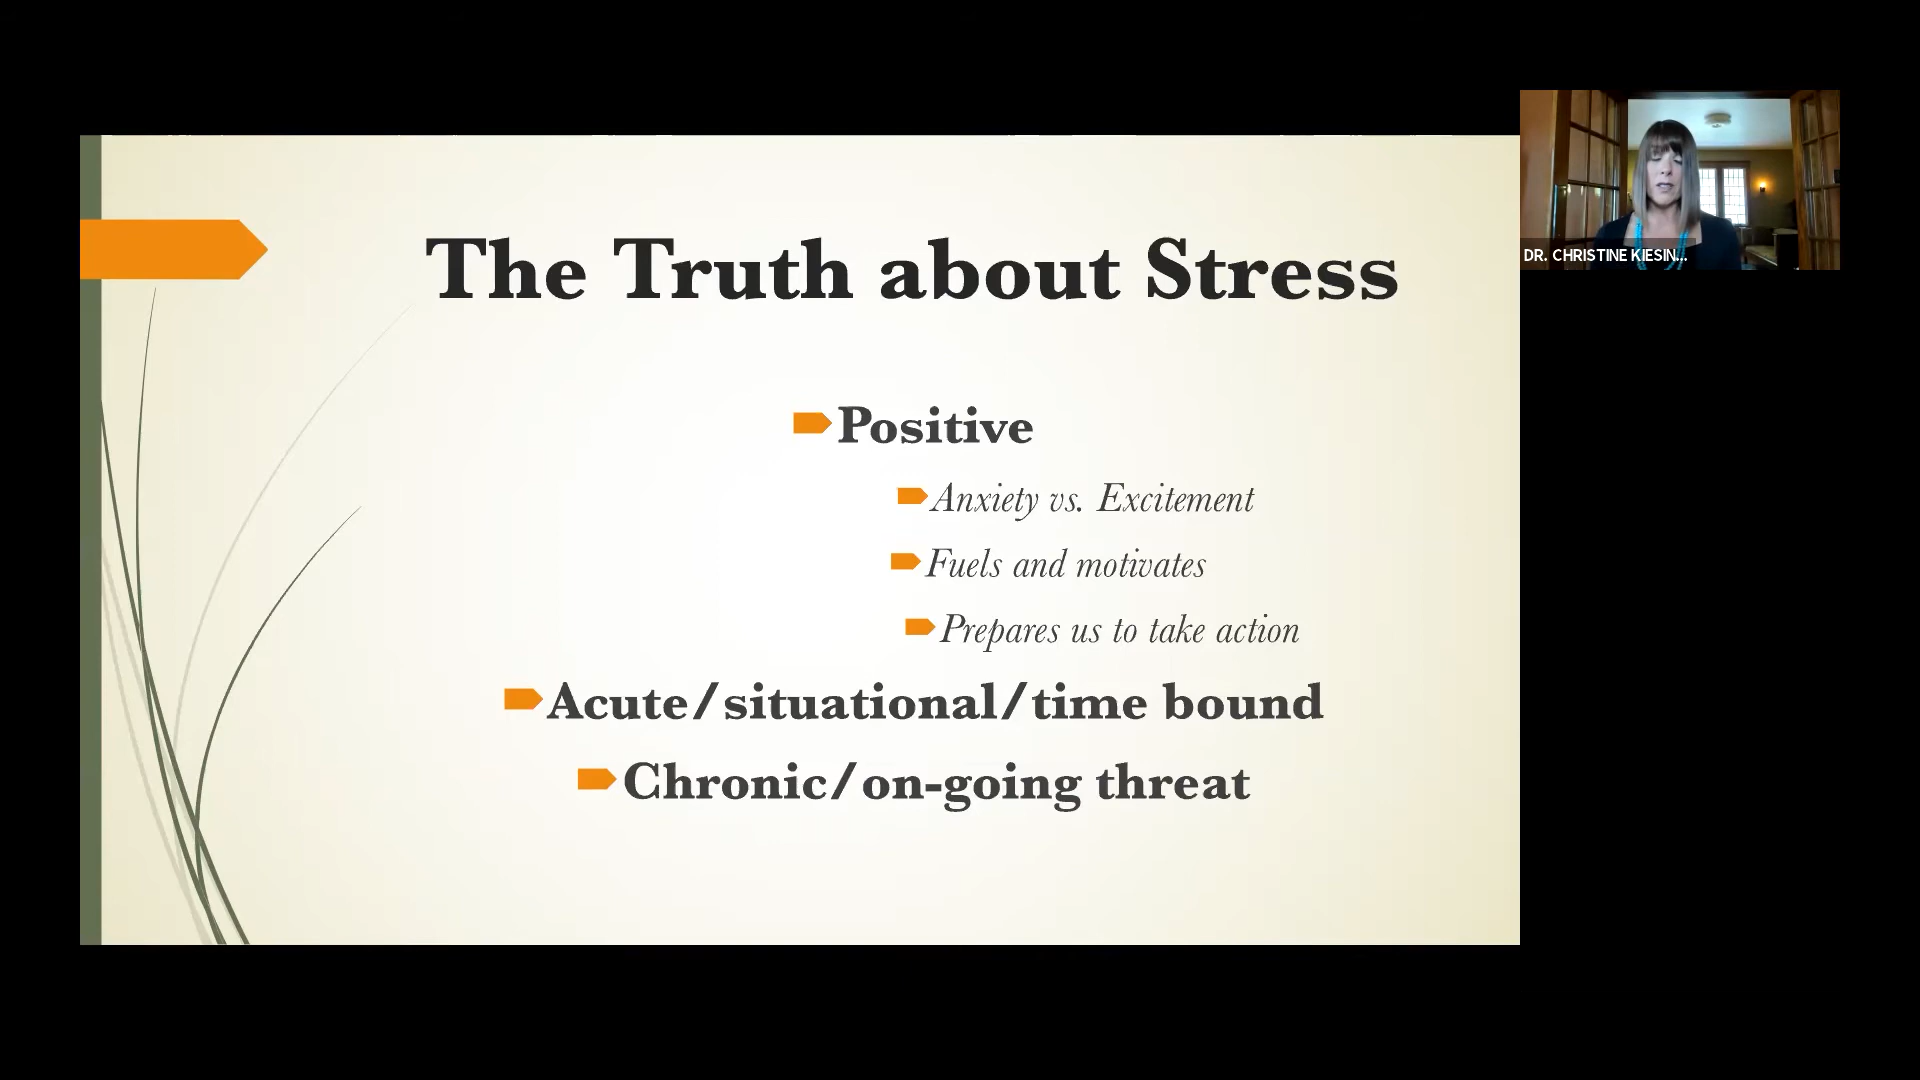 The Truth about Stress
Positive
Anxiety vs. Excitement
Fuels and motivates
Prepares us to take action
Acute/situational/time bound
Chronic/on-going threat
DR. CHRISTINE KIESIN...